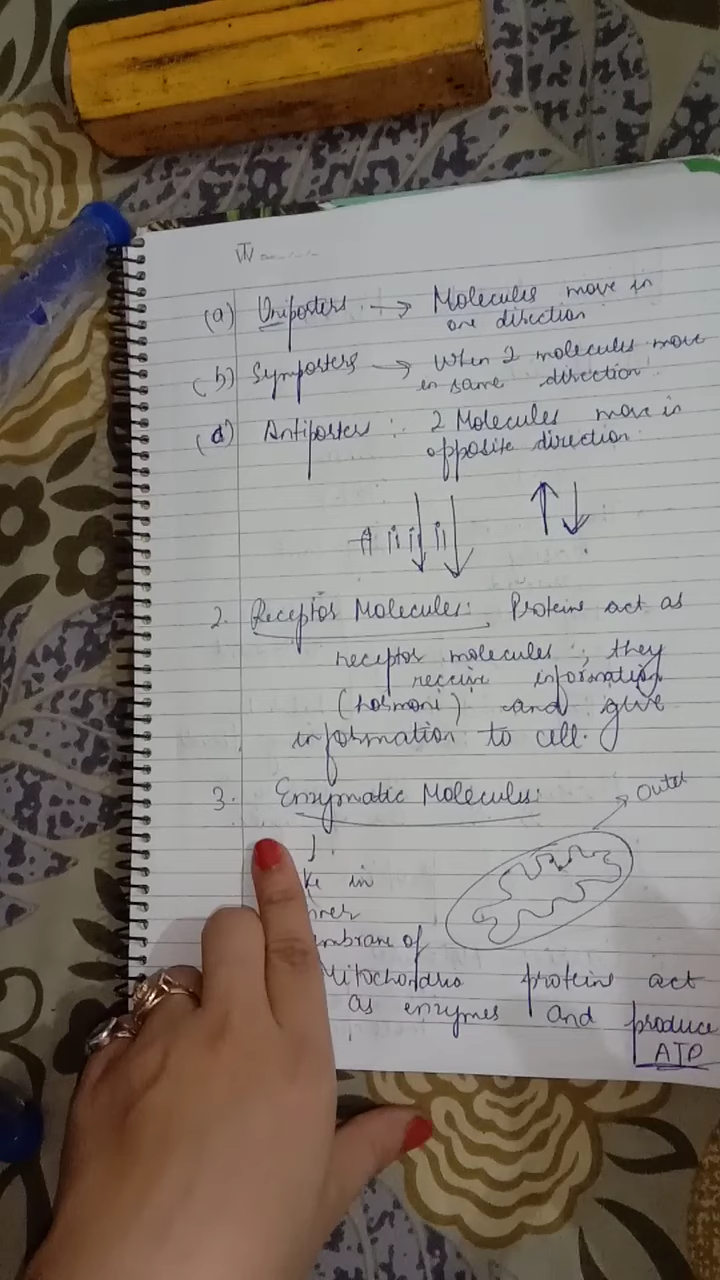 (a) Uniporters → Molecules move in
one direction
(b) Symporters → When 2 molecules move
in same direction
(d) Antiporters : 2 Molecules move in
opposite direction
2. Receptor Molecules: Proteins act as
receptor molecules ; they
receive information
(hormone) and give
information to cell.
3. Enzymatic Molecules:
Outer
in
mbrane of
Mitochondria proteins act
as enzymes and produce
ATP